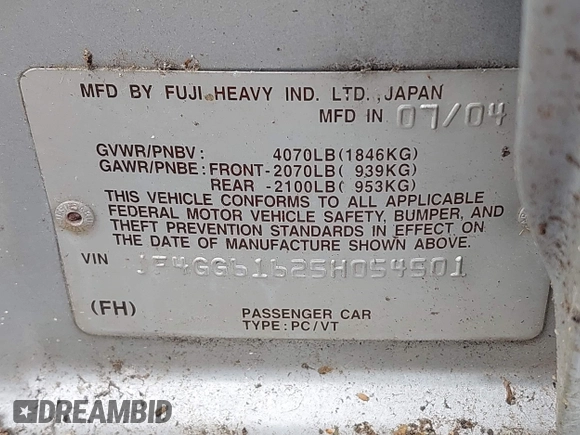 MFD BY FUJI HEAVY IND. LTD. JAPAN
MFD IN 07/04
GVWR/PNBV: 4070LB(1846KG)
GAWR/PNBE: FRONT-2070LB( 939KG)
REAR -2100LB( 953KG)
THIS VEHICLE CONFORMS TO ALL APPLICABLE
FEDERAL MOTOR VEHICLE SAFETY, BUMPER, AND
THEFT PREVENTION STANDARDS IN EFFECT ON
THE DATE OF MANUFACTURE SHOWN ABOVE.
VIN JF4GG61625H054501
(FH) PASSENGER CAR
TYPE:PC/VT
DREAMBID